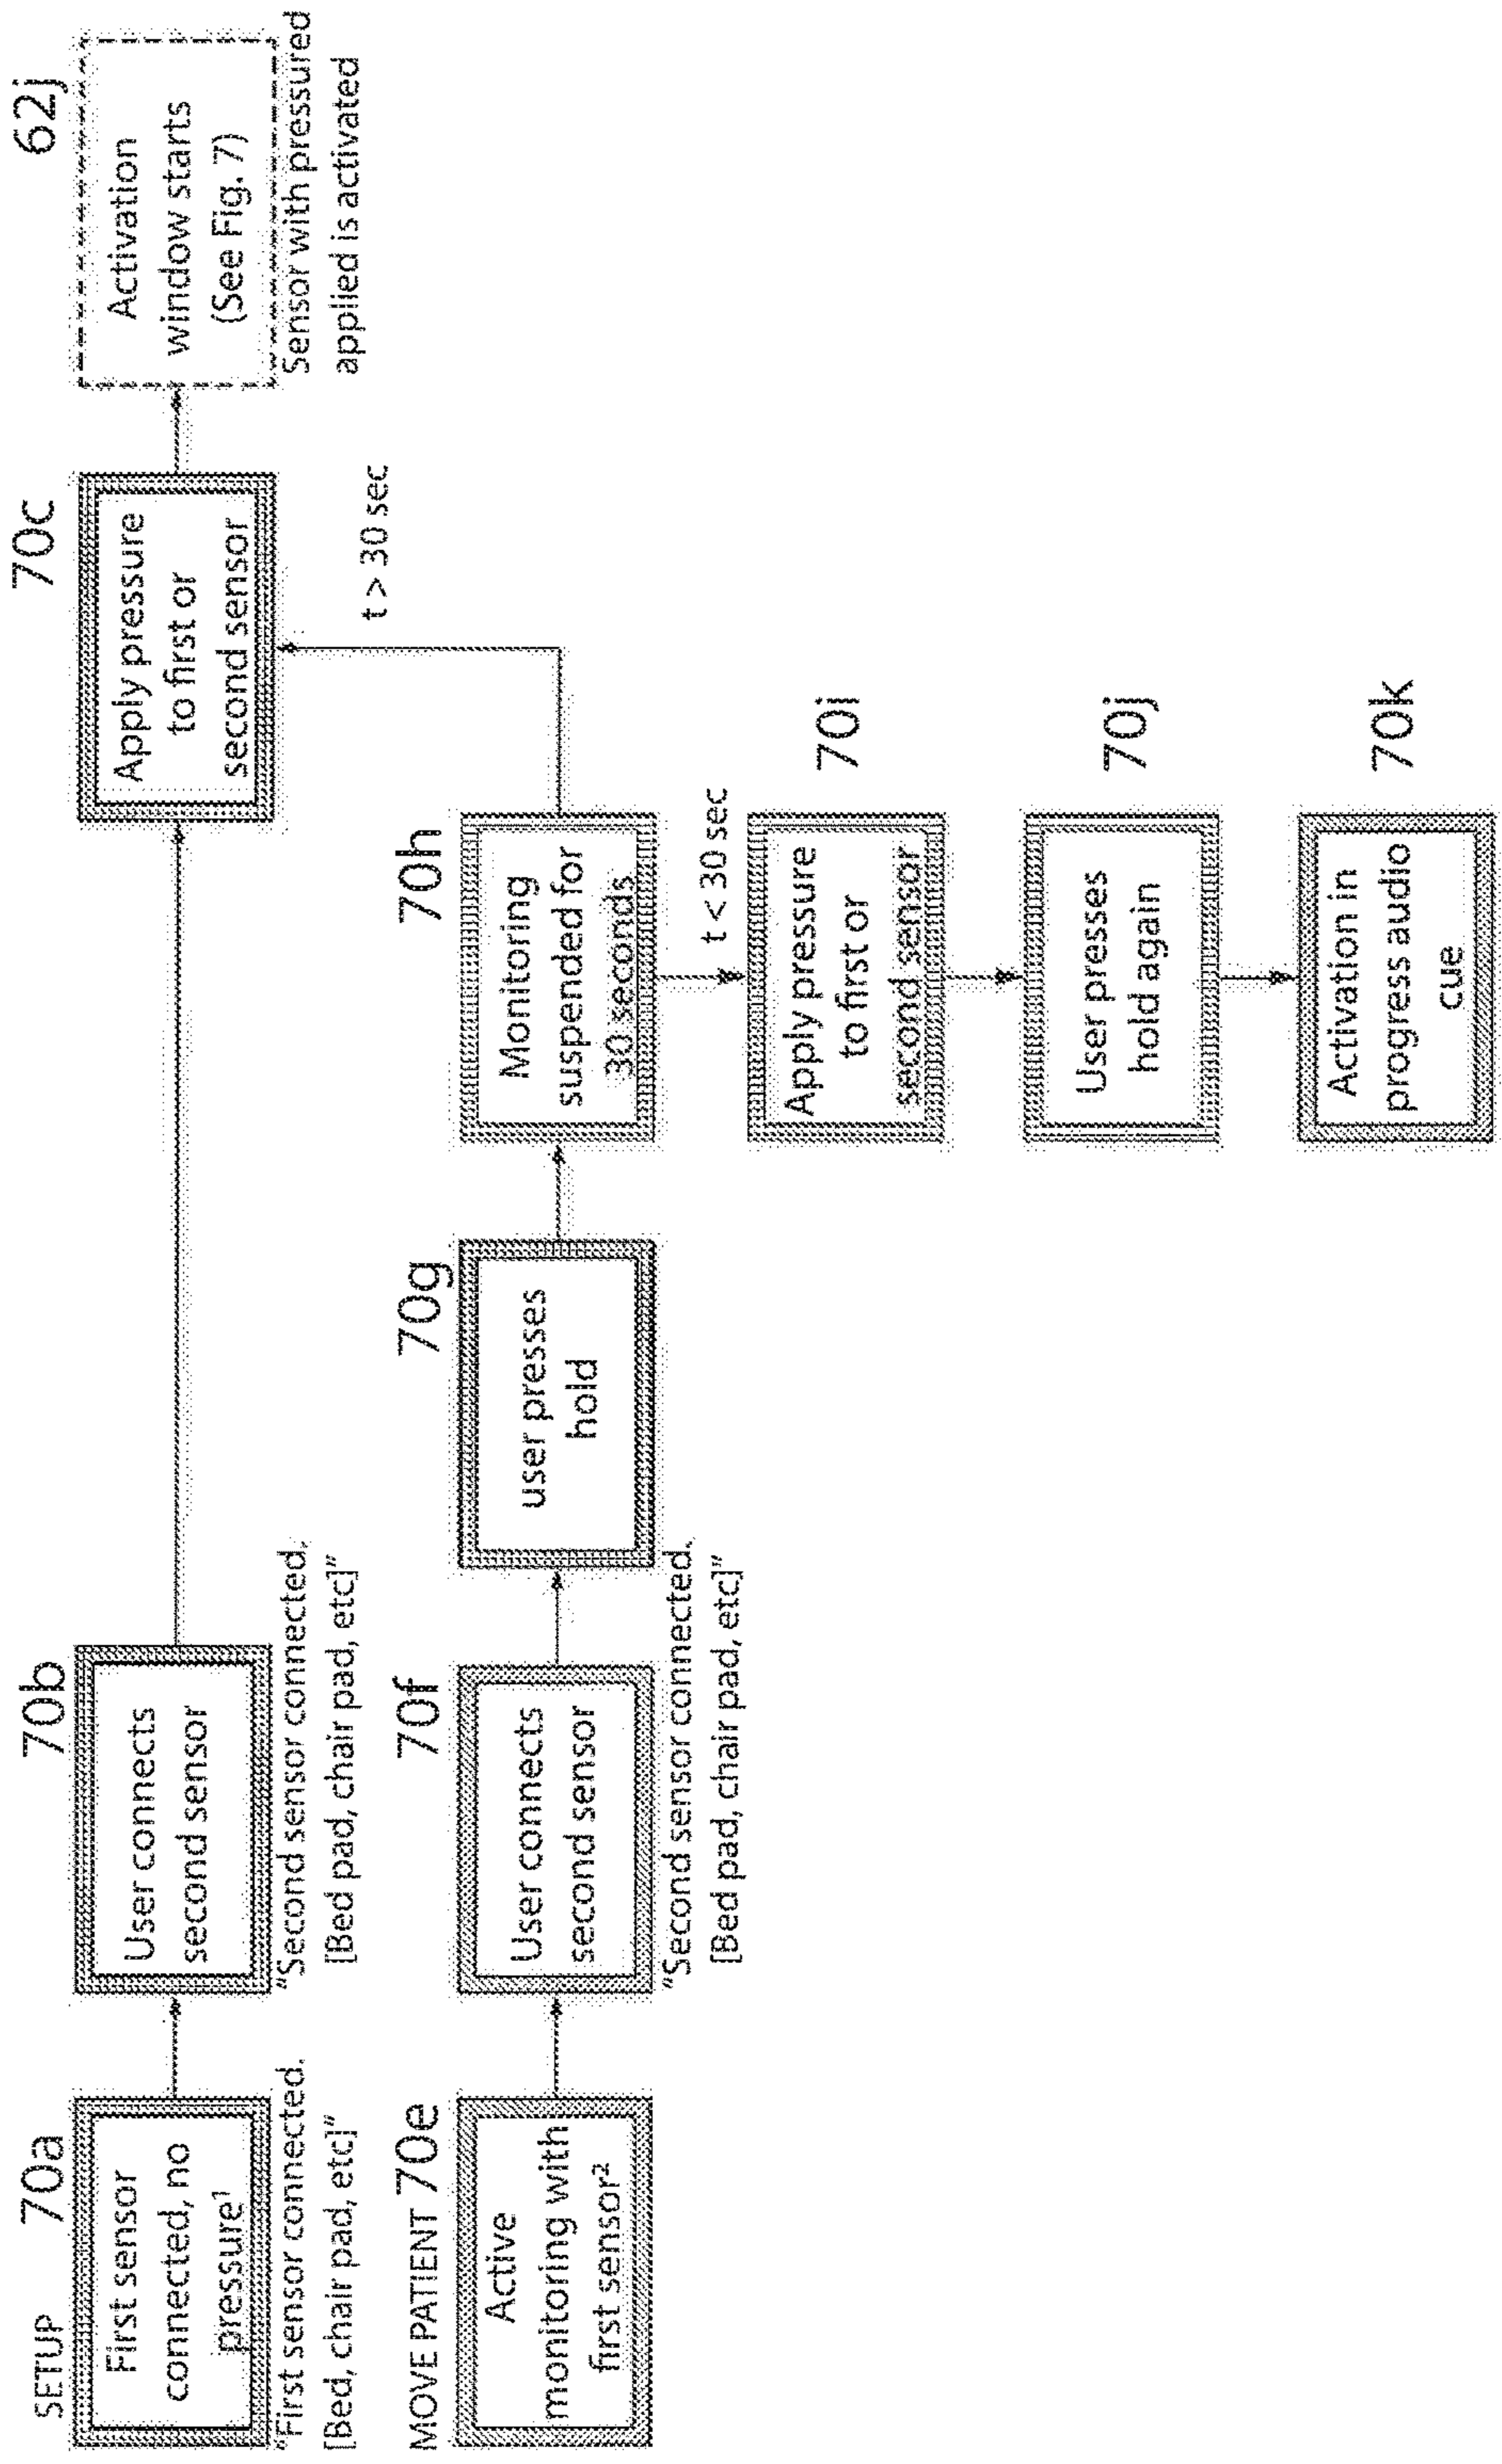 SETUP
70a
First sensor
connected, no
pressure¹
"First sensor connected.
[Bed, chair pad, etc]"
70b
User connects
second sensor
"Second sensor connected.
[Bed pad, chair pad, etc]"
70c
Apply pressure
to first or
second sensor
62j
Activation
window starts
(See Fig. 7)
Sensor with pressured
applied is activated
t > 30 sec
MOVE PATIENT
70e
Active
monitoring with
first sensor²
70f
User connects
second sensor
"Second sensor connected.
[Bed pad, chair pad, etc]"
70g
user presses
hold
70h
Monitoring
suspended for
30 seconds
t < 30 sec
Apply pressure
to first or
second sensor
70i
User presses
hold again
70j
Activation in
progress audio
cue
70k